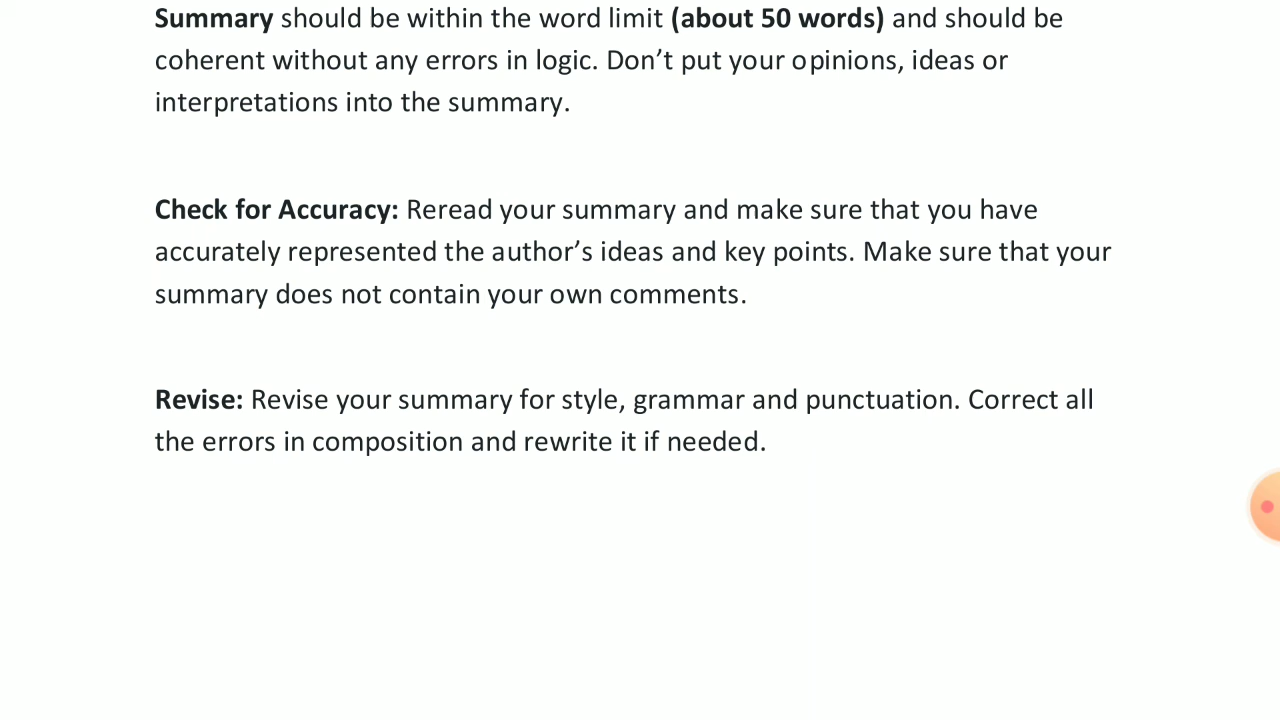 Summary should be within the word limit (about 50 words) and should be
coherent without any errors in logic. Don’t put your opinions, ideas or
interpretations into the summary.
Check for Accuracy: Reread your summary and make sure that you have
accurately represented the author’s ideas and key points. Make sure that your
summary does not contain your own comments.
Revise: Revise your summary for style, grammar and punctuation. Correct all
the errors in composition and rewrite it if needed.